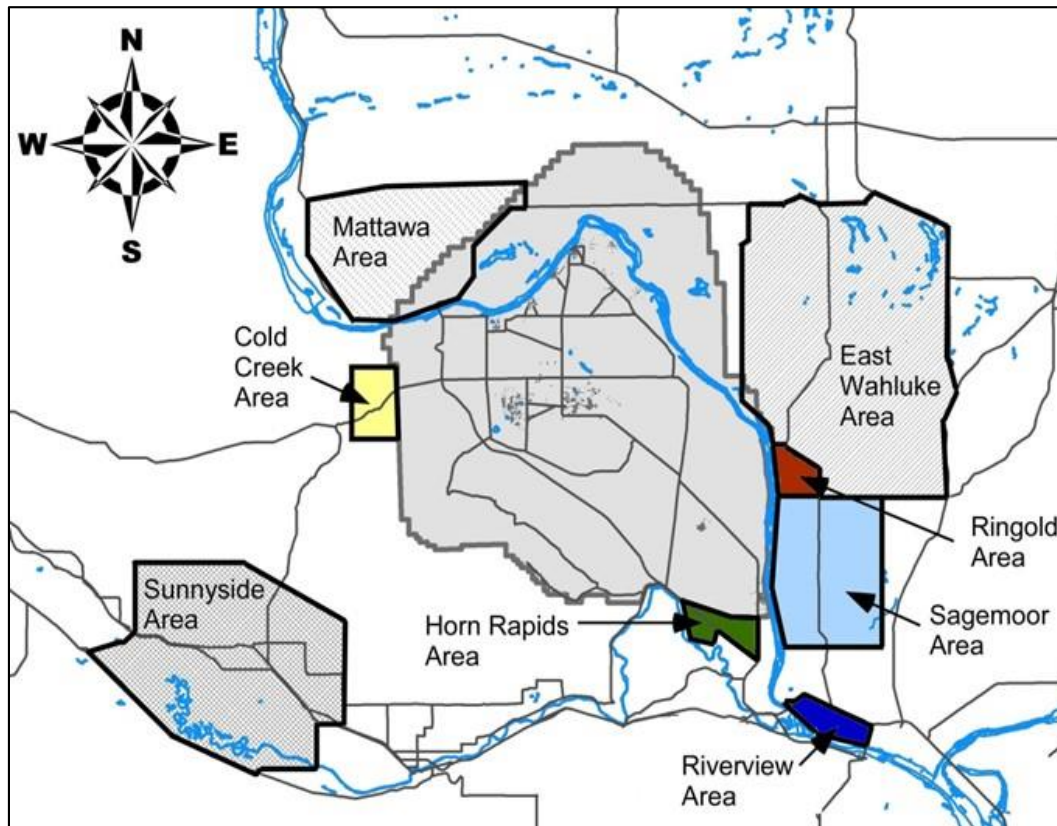 N
W
E
S
Mattawa
Area
Cold
Creek
Area
East
Wahluke
Area
Ringold
Area
Sunnyside
Area
Horn Rapids
Area
Sagemoor
Area
Riverview
Area